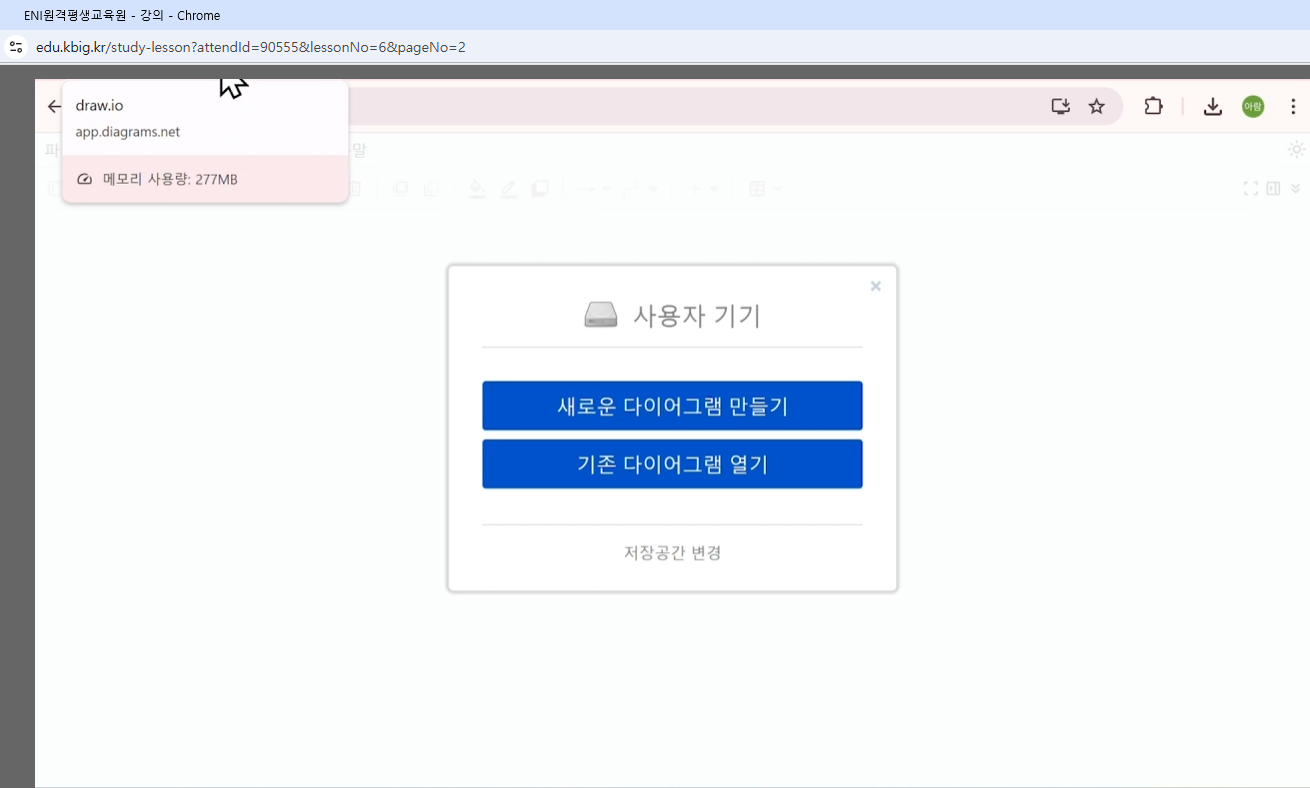 ENI원격평생교육원 - 강의 - Chrome
edu.kbig.kr/study-lesson?attendId=90555&lessonNo=6&pageNo=2
draw.io
app.diagrams.net
아람
메모리 사용량: 277MB
사용자 기기
새로운 다이어그램 만들기
기존 다이어그램 열기
저장공간 변경